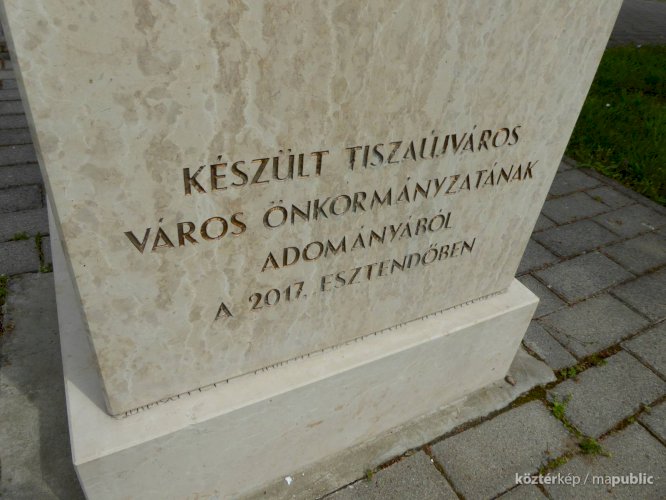 KÉSZÜLT TISZAÚJVÁROS
VÁROS ÖNKORMÁNYZATÁNAK
ADOMÁNYÁBÓL
A 2017. ESZTENDŐBEN
köztérkép / mapublic